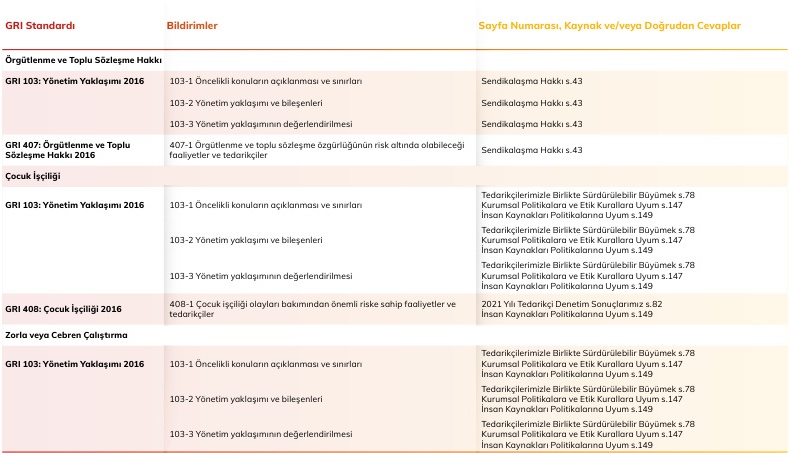 GRI Standardı Bildirimler Sayfa Numarası, Kaynak ve/veya Doğrudan Cevaplar
Örgütlenme ve Toplu Sözleşme Hakkı
GRI 103: Yönetim Yaklaşımı 2016 103-1 Öncelikli konuların açıklanması ve sınırları Sendikalaşma Hakkı s.43
103-2 Yönetim yaklaşımı ve bileşenleri Sendikalaşma Hakkı s.43
103-3 Yönetim yaklaşımının değerlendirilmesi Sendikalaşma Hakkı s.43
GRI 407: Örgütlenme ve Toplu
Sözleşme Hakkı 2016
407-1 Örgütlenme ve toplu sözleşme özgürlüğünün risk altında olabileceği
faaliyetler ve tedarikçiler
Sendikalaşma Hakkı s.43
Çocuk İşçiliği
GRI 103: Yönetim Yaklaşımı 2016
103-1 Öncelikli konuların açıklanması ve sınırları
Tedarikçilerimizle Birlikte Sürdürülebilir Büyümek s.78
Kurumsal Politikalara ve Etik Kurallara Uyum s.147
İnsan Kaynakları Politikalarına Uyum s.149
103-2 Yönetim yaklaşımı ve bileşenleri
Tedarikçilerimizle Birlikte Sürdürülebilir Büyümek s.78
Kurumsal Politikalara ve Etik Kurallara Uyum s.147
İnsan Kaynakları Politikalarına Uyum s.149
103-3 Yönetim yaklaşımının değerlendirilmesi
Tedarikçilerimizle Birlikte Sürdürülebilir Büyümek s.78
Kurumsal Politikalara ve Etik Kurallara Uyum s.147
İnsan Kaynakları Politikalarına Uyum s.149
GRI 408: Çocuk İşçiliği 2016
408-1 Çocuk işçiliği olayları bakımından önemli riske sahip faaliyetler ve
tedarikçiler
2021 Yılı Tedarikçi Denetim Sonuçlarımız s.82
İnsan Kaynakları Politikalarına Uyum s.149
Zorla veya Cebren Çalıştırma
GRI 103: Yönetim Yaklaşımı 2016
103-1 Öncelikli konuların açıklanması ve sınırları
Tedarikçilerimizle Birlikte Sürdürülebilir Büyümek s.78
Kurumsal Politikalara ve Etik Kurallara Uyum s.147
İnsan Kaynakları Politikalarına Uyum s.149
103-2 Yönetim yaklaşımı ve bileşenleri
Tedarikçilerimizle Birlikte Sürdürülebilir Büyümek s.78
Kurumsal Politikalara ve Etik Kurallara Uyum s.147
İnsan Kaynakları Politikalarına Uyum s.149
103-3 Yönetim yaklaşımının değerlendirilmesi
Tedarikçilerimizle Birlikte Sürdürülebilir Büyümek s.78
Kurumsal Politikalara ve Etik Kurallara Uyum s.147
İnsan Kaynakları Politikalarına Uyum s.149